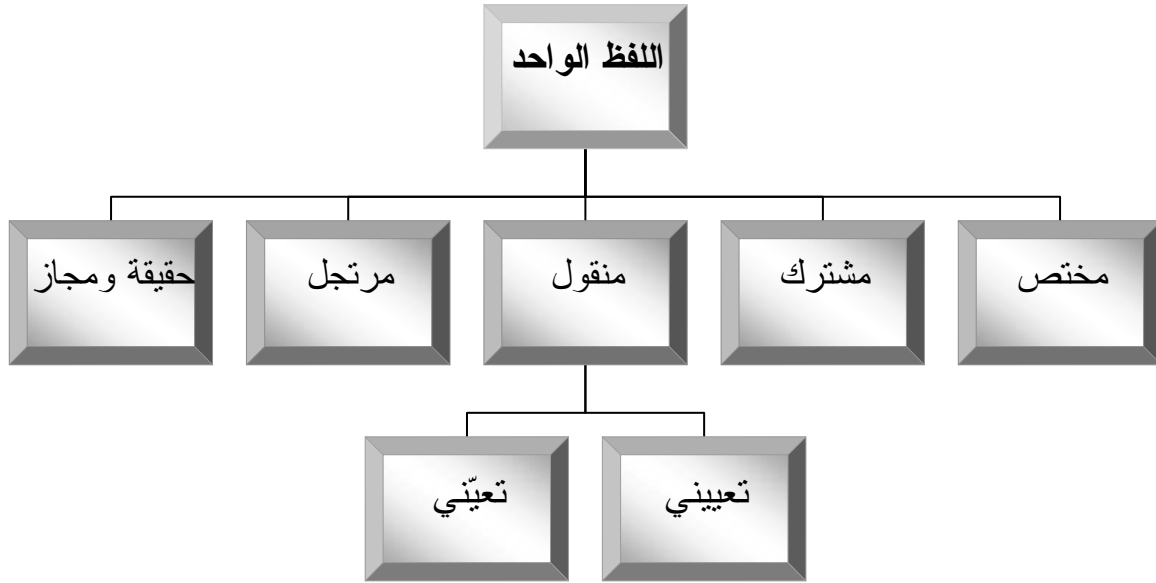 اللفظ الواحد
مختص
مشترك
منقول
مرتجل
حقيقة ومجاز
تعييني
تعيّني